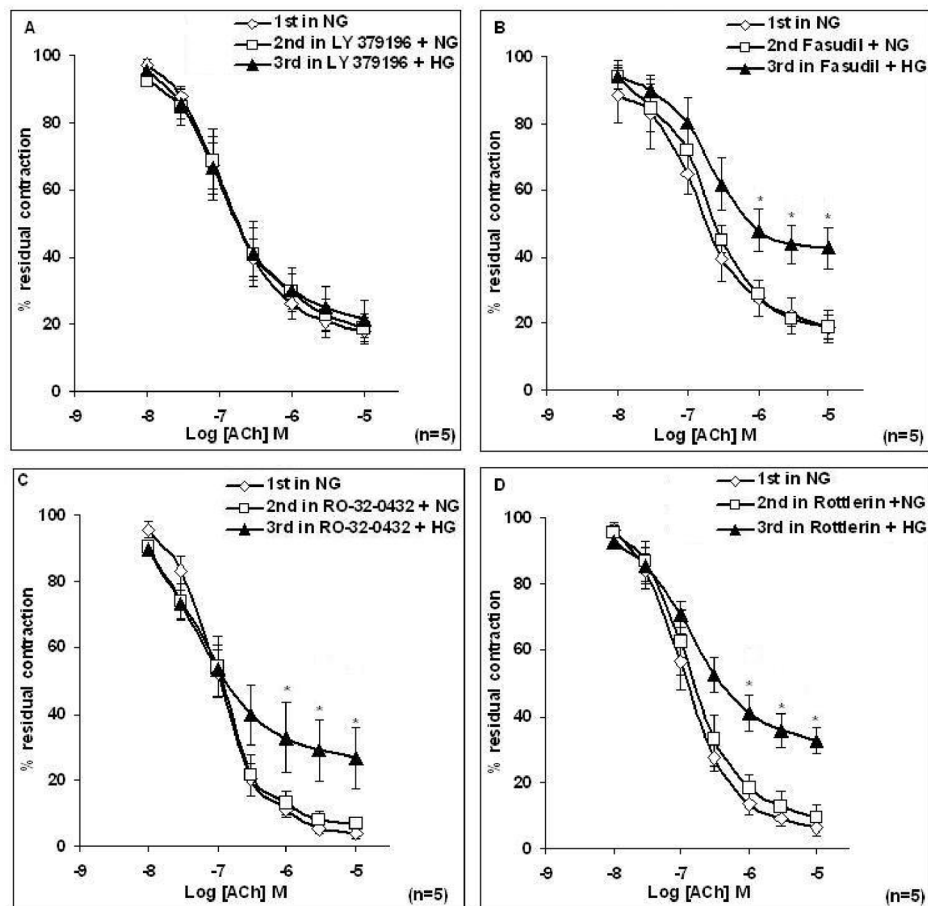 A
1st in NG
2nd in LY 379196 + NG
3rd in LY 379196 + HG
100
80
60
40
20
0
% residual contraction
-9 -8 -7 -6 -5 -4
Log [ACh] M
(n=5)
B
1st in NG
2nd Fasudil + NG
3rd in Fasudil + HG
100
80
60
40
20
0
% residual contraction
* * *
-9 -8 -7 -6 -5 -4
Log [ACh] M
(n=5)
C
1st in NG
2nd in RO-32-0432 + NG
3rd in RO-32-0432 + HG
100
80
60
40
20
0
% residual contraction
* * *
-9 -8 -7 -6 -5 -4
Log [ACh] M
(n=5)
D
1st in NG
2nd in Rottlerin +NG
3rd in Rottlerin + HG
100
80
60
40
20
0
% residual contraction
* * *
-9 -8 -7 -6 -5 -4
Log [ACh] M
(n=5)